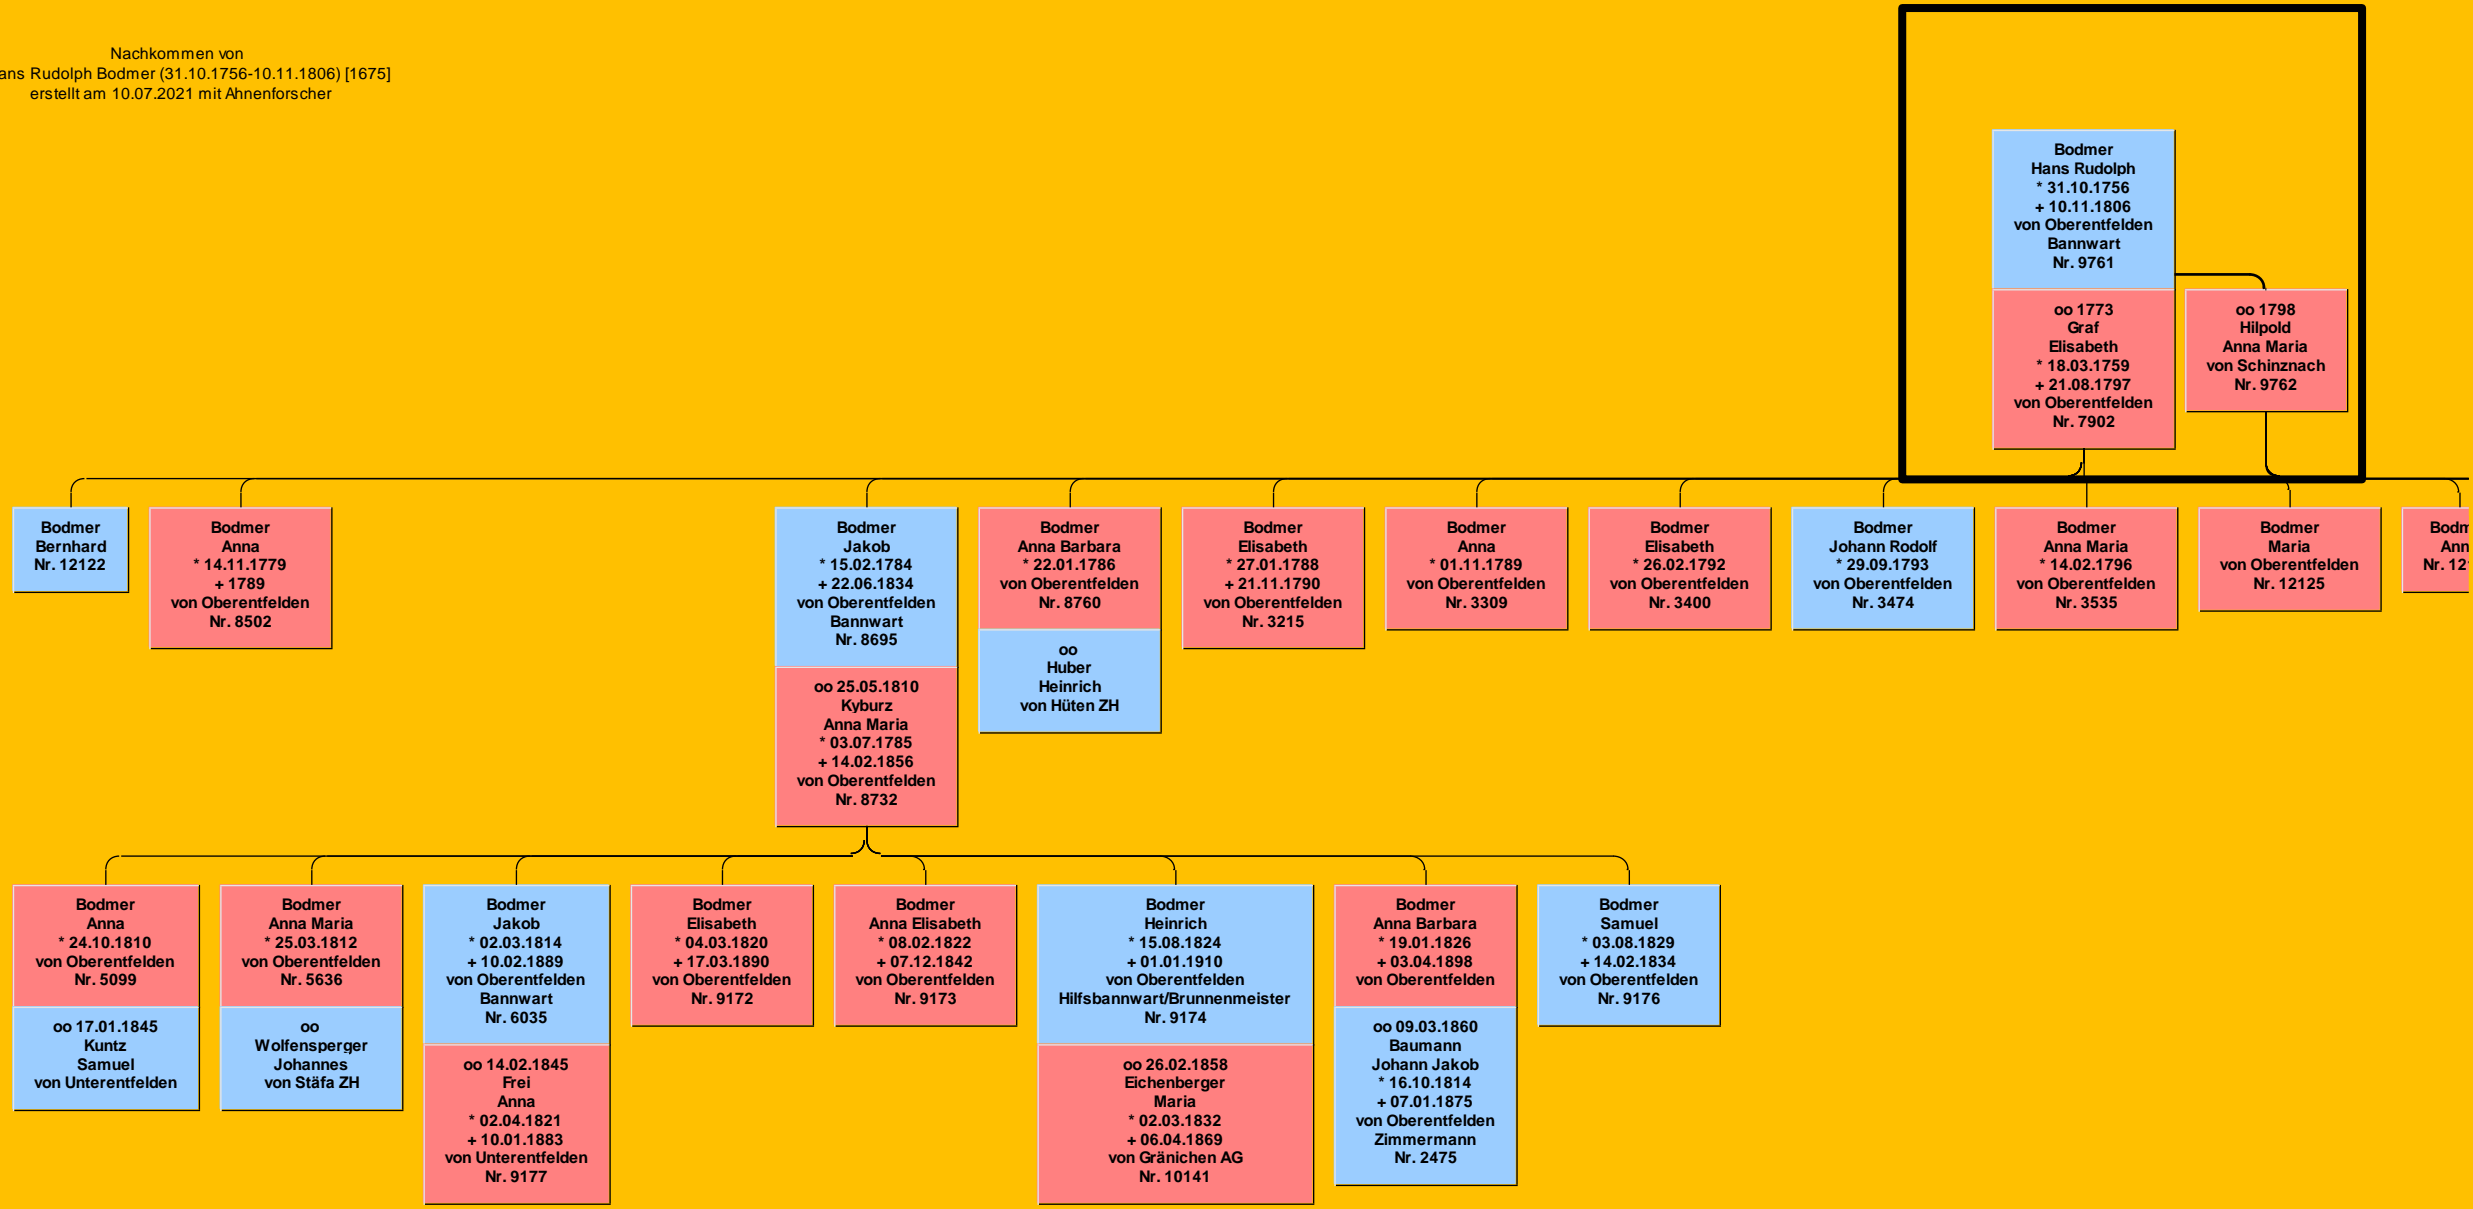 Nachkommen von
ans Rudolph Bodmer (31.10.1756-10.11.1806) [1675]
erstellt am 10.07.2021 mit Ahnenforscher
Bodmer
Hans Rudolph
* 31.10.1756
+ 10.11.1806
von Oberentfelden
Bannwart
Nr. 9761
oo 1773
Graf
Elisabeth
* 18.03.1759
+ 21.08.1797
von Oberentfelden
Nr. 7902
oo 1798
Hilpold
Anna Maria
von Schinznach
Nr. 9762
Bodmer
Bernhard
Nr. 12122
Bodmer
Anna
* 14.11.1779
+ 1789
von Oberentfelden
Nr. 8502
Bodmer
Jakob
* 15.02.1784
+ 22.06.1834
von Oberentfelden
Bannwart
Nr. 8695
oo 25.05.1810
Kyburz
Anna Maria
* 03.07.1785
+ 14.02.1856
von Oberentfelden
Nr. 8732
Bodmer
Anna Barbara
* 22.01.1786
von Oberentfelden
Nr. 8760
oo
Huber
Heinrich
von Hüten ZH
Bodmer
Elisabeth
* 27.01.1788
+ 21.11.1790
von Oberentfelden
Nr. 3215
Bodmer
Anna
* 01.11.1789
von Oberentfelden
Nr. 3309
Bodmer
Elisabeth
* 26.02.1792
von Oberentfelden
Nr. 3400
Bodmer
Johann Rodolf
* 29.09.1793
von Oberentfelden
Nr. 3474
Bodmer
Anna Maria
* 14.02.1796
von Oberentfelden
Nr. 3535
Bodmer
Maria
von Oberentfelden
Nr. 12125
Bodm
Ann
Nr. 12
Bodmer
Anna
* 24.10.1810
von Oberentfelden
Nr. 5099
oo 17.01.1845
Kuntz
Samuel
von Unterentfelden
Bodmer
Anna Maria
* 25.03.1812
von Oberentfelden
Nr. 5636
oo
Wolfensperger
Johannes
von Stäfa ZH
Bodmer
Jakob
* 02.03.1814
+ 10.02.1889
von Oberentfelden
Bannwart
Nr. 6035
oo 14.02.1845
Frei
Anna
* 02.04.1821
+ 10.01.1883
von Unterentfelden
Nr. 9177
Bodmer
Elisabeth
* 04.03.1820
+ 17.03.1890
von Oberentfelden
Nr. 9172
Bodmer
Anna Elisabeth
* 08.02.1822
+ 07.12.1842
von Oberentfelden
Nr. 9173
Bodmer
Heinrich
* 15.08.1824
+ 01.01.1910
von Oberentfelden
Hilfsbannwart/Brunnenmeister
Nr. 9174
oo 26.02.1858
Eichenberger
Maria
* 02.03.1832
+ 06.04.1869
von Gränichen AG
Nr. 10141
Bodmer
Anna Barbara
* 19.01.1826
+ 03.04.1898
von Oberentfelden
oo 09.03.1860
Baumann
Johann Jakob
* 16.10.1814
+ 07.01.1875
von Oberentfelden
Zimmermann
Nr. 2475
Bodmer
Samuel
* 03.08.1829
+ 14.02.1834
von Oberentfelden
Nr. 9176